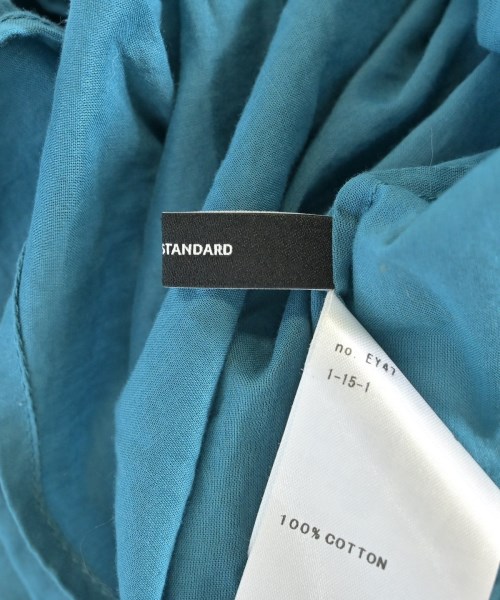 STANDARD
no. EY47
1-15-1
100% COTTON